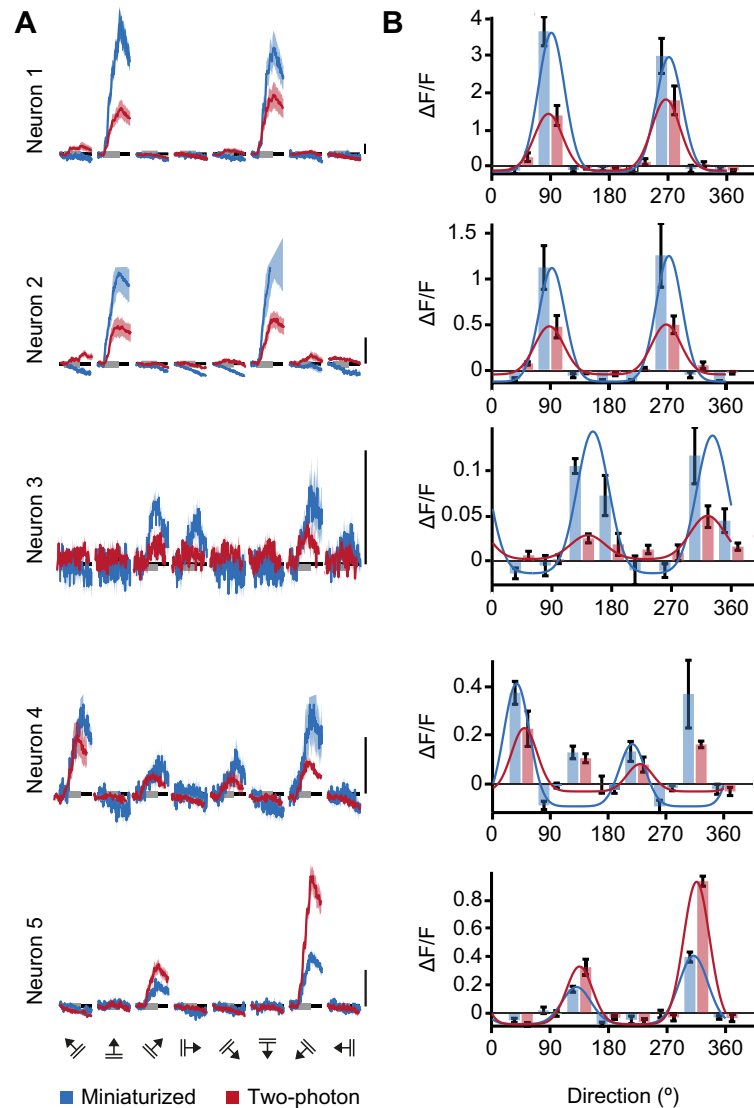 A
B
Neuron 1
ΔF/F
4
3
2
1
0
0 90 180 270 360
Neuron 2
ΔF/F
1.5
1
0.5
0
0 90 180 270 360
Neuron 3
ΔF/F
0.1
0.05
0
0 90 180 270 360
Neuron 4
ΔF/F
0.4
0.2
0
0 90 180 270 360
Neuron 5
ΔF/F
0.8
0.6
0.4
0.2
0
0 90 180 270 360
Miniaturized Two-photon
Direction (º)